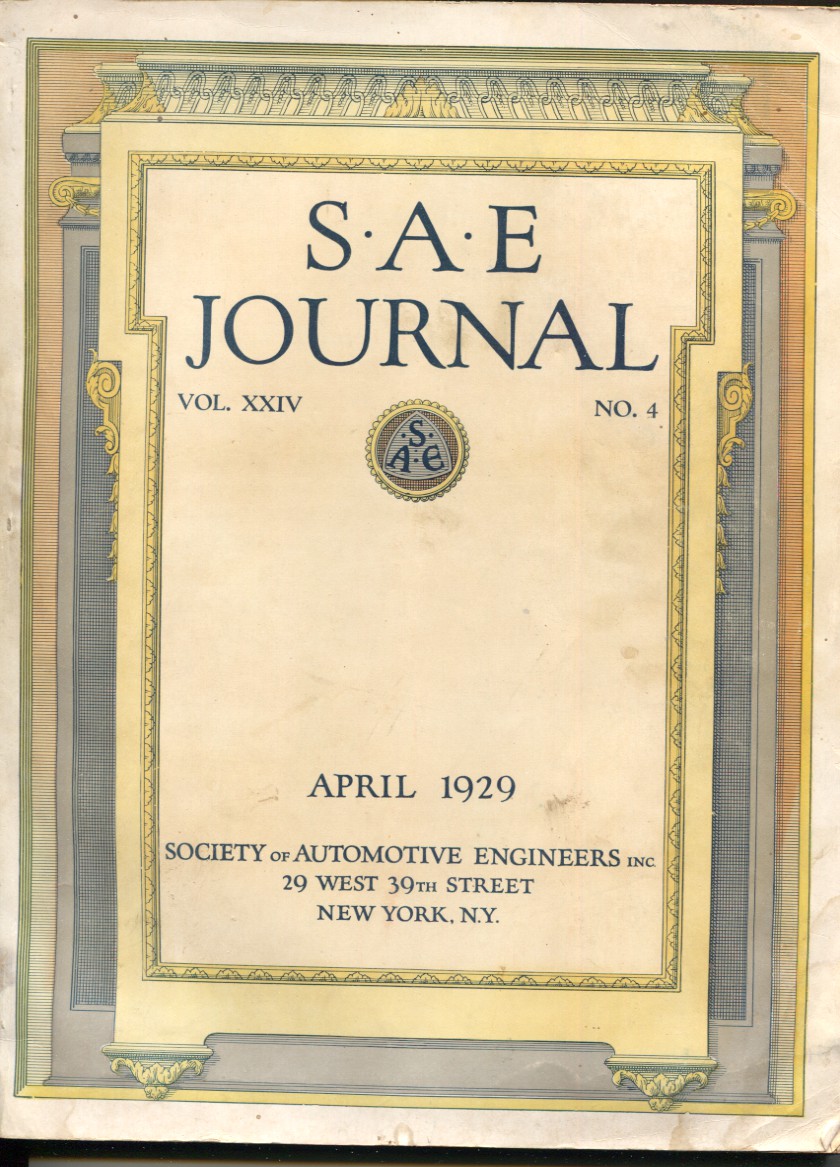 S·A·E
JOURNAL
VOL. XXIV NO. 4
·S·
A·E
APRIL 1929
SOCIETY OF AUTOMOTIVE ENGINEERS INC.
29 WEST 39TH STREET
NEW YORK, N.Y.